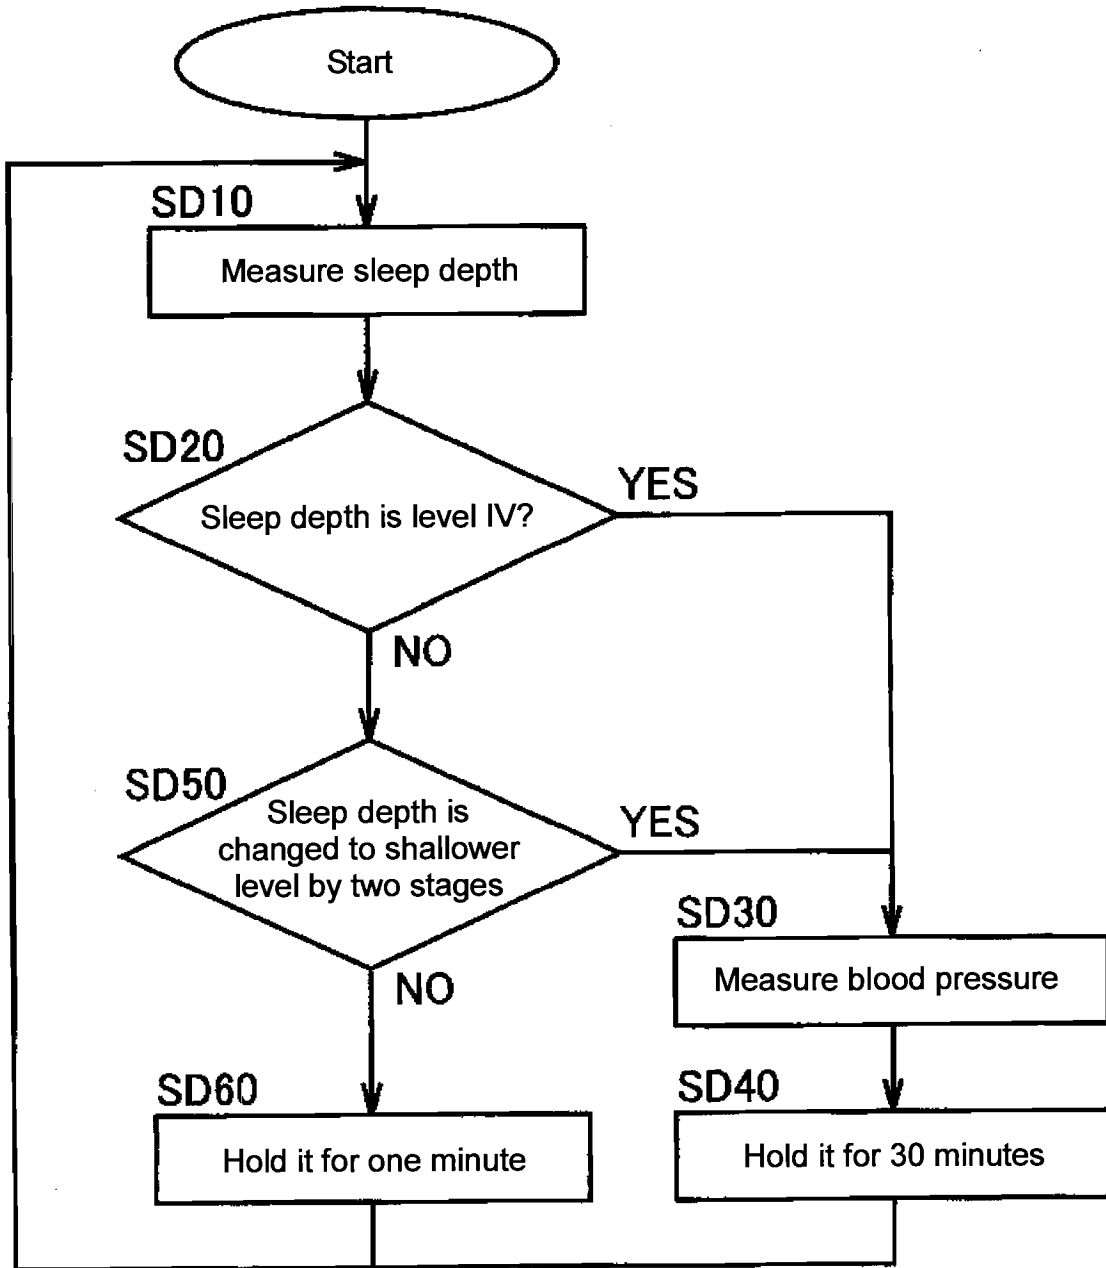 Start
SD10
Measure sleep depth
SD20
YES
Sleep depth is level IV?
NO
SD50
Sleep depth is
changed to shallower
level by two stages
YES
SD30
Measure blood pressure
NO
SD60
SD40
Hold it for one minute
Hold it for 30 minutes